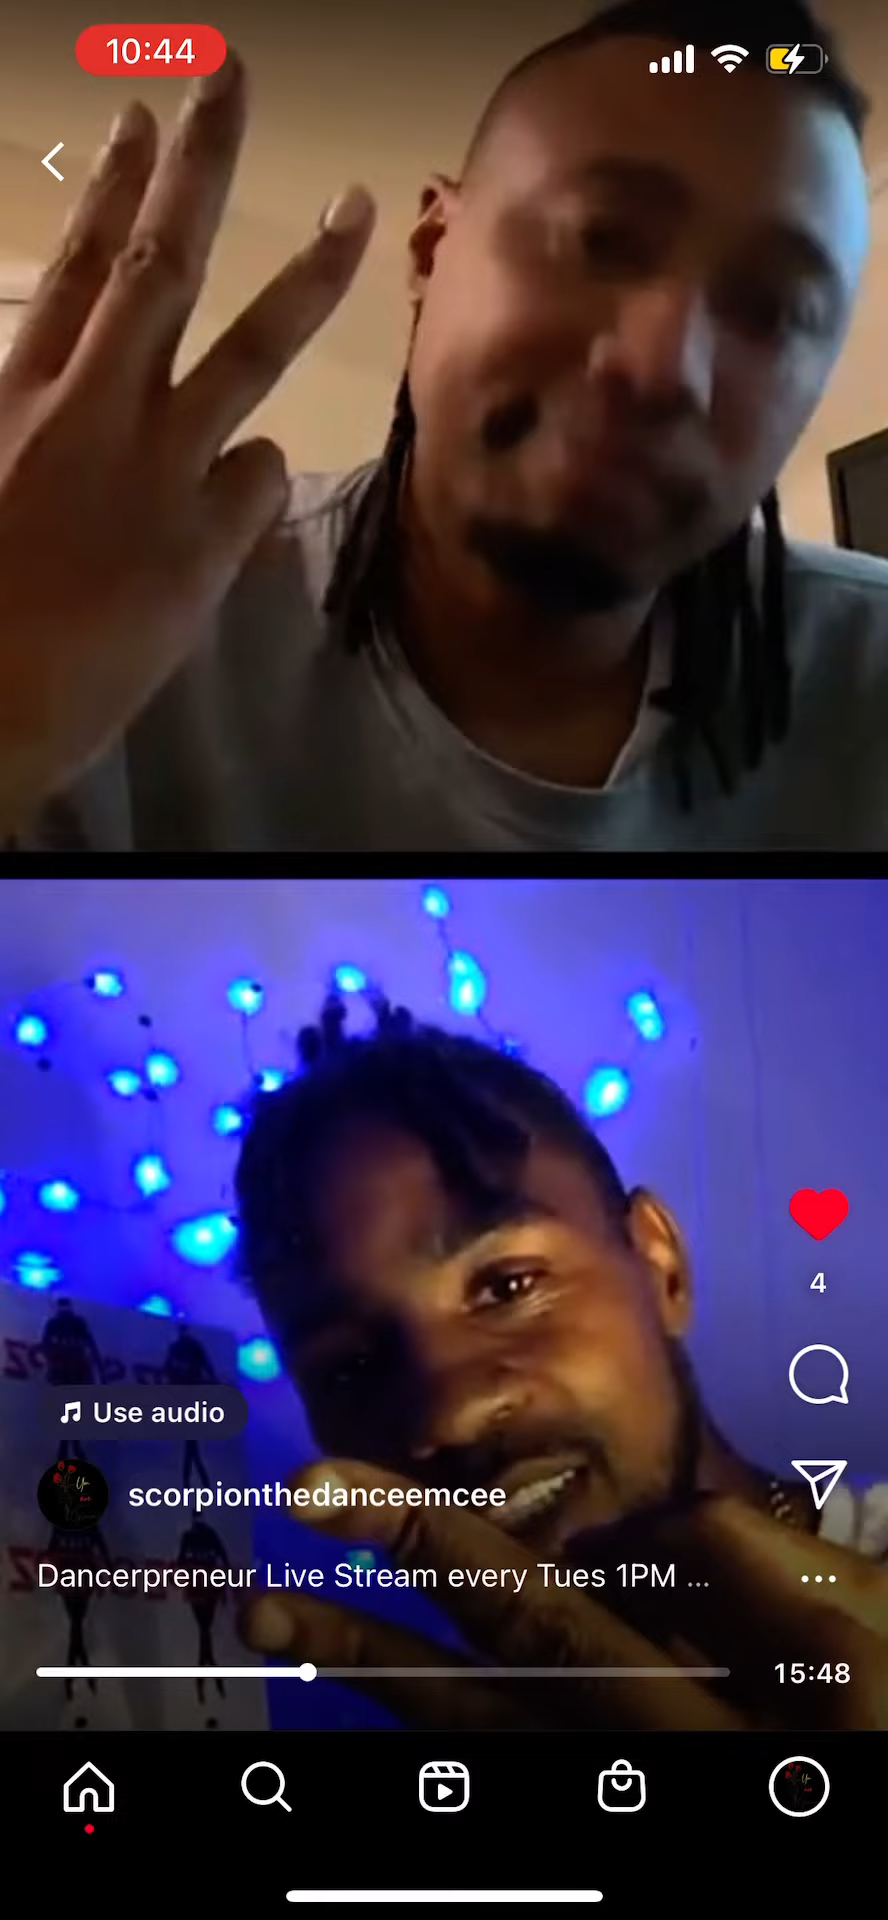 10:44
4
Use audio
scorpionthedanceemcee
Dancerpreneur Live Stream every Tues 1PM ...
15:48